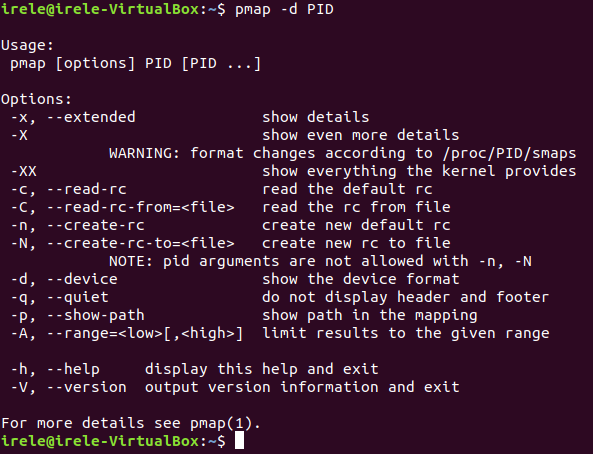 irele@irele-VirtualBox:~$ pmap -d PID

Usage:
 pmap [options] PID [PID ...]

Options:
 -x, --extended              show details
 -X                          show even more details
            WARNING: format changes according to /proc/PID/smaps
 -XX                         show everything the kernel provides
 -c, --read-rc               read the default rc
 -C, --read-rc-from=<file>   read the rc from file
 -n, --create-rc             create new default rc
 -N, --create-rc-to=<file>   create new rc to file
            NOTE: pid arguments are not allowed with -n, -N
 -d, --device                show the device format
 -q, --quiet                 do not display header and footer
 -p, --show-path             show path in the mapping
 -A, --range=<low>[,<high>]  limit results to the given range

 -h, --help     display this help and exit
 -V, --version  output version information and exit

For more details see pmap(1).
irele@irele-VirtualBox:~$